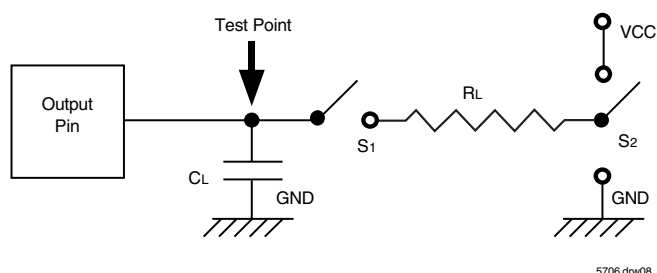 Test Point
VCC
Output
Pin
RL
S1
S2
CL
GND
GND
5706 drw08